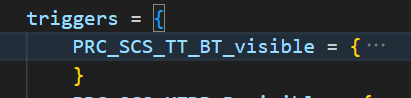 triggers = {
PRC_SCS_TT_BT_visible = {···
}